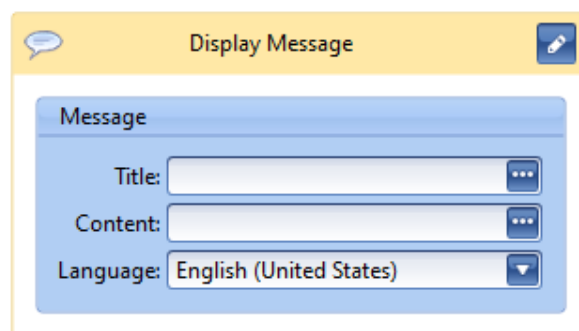 Display Message
Message
Title:
Content:
Language: English (United States)